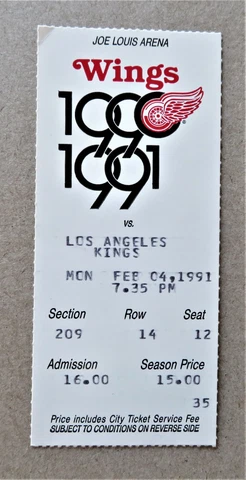 JOE LOUIS ARENA
Wings
1990
1991
vs.
LOS ANGELES
KINGS
MON FEB 04,1991
7.35 PM
Section Row Seat
209 14 12
Admission Season Price
16.00 15.00
35
Price includes City Ticket Service Fee
SUBJECT TO CONDITIONS ON REVERSE SIDE